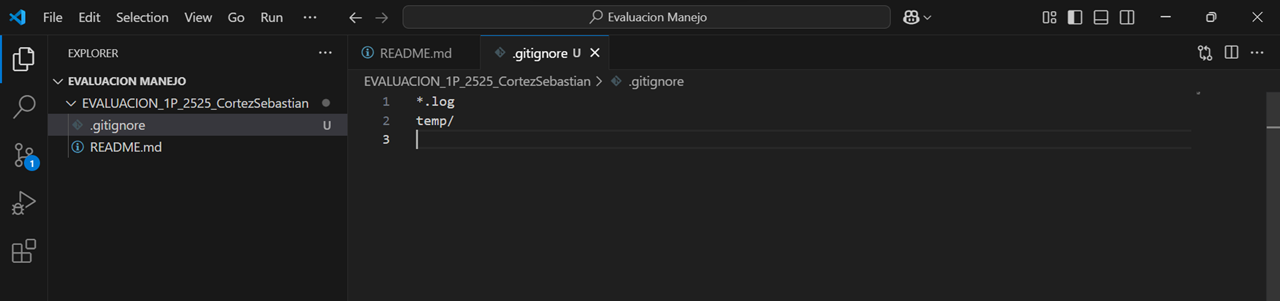 File Edit Selection View Go Run ··· Evaluacion Manejo
EXPLORER ···
EVALUACION MANEJO
EVALUACION_1P_2525_CortezSebastian
.gitignore U
README.md
1
README.md .gitignore U
EVALUACION_1P_2525_CortezSebastian > .gitignore
1 *.log
2 temp/
3